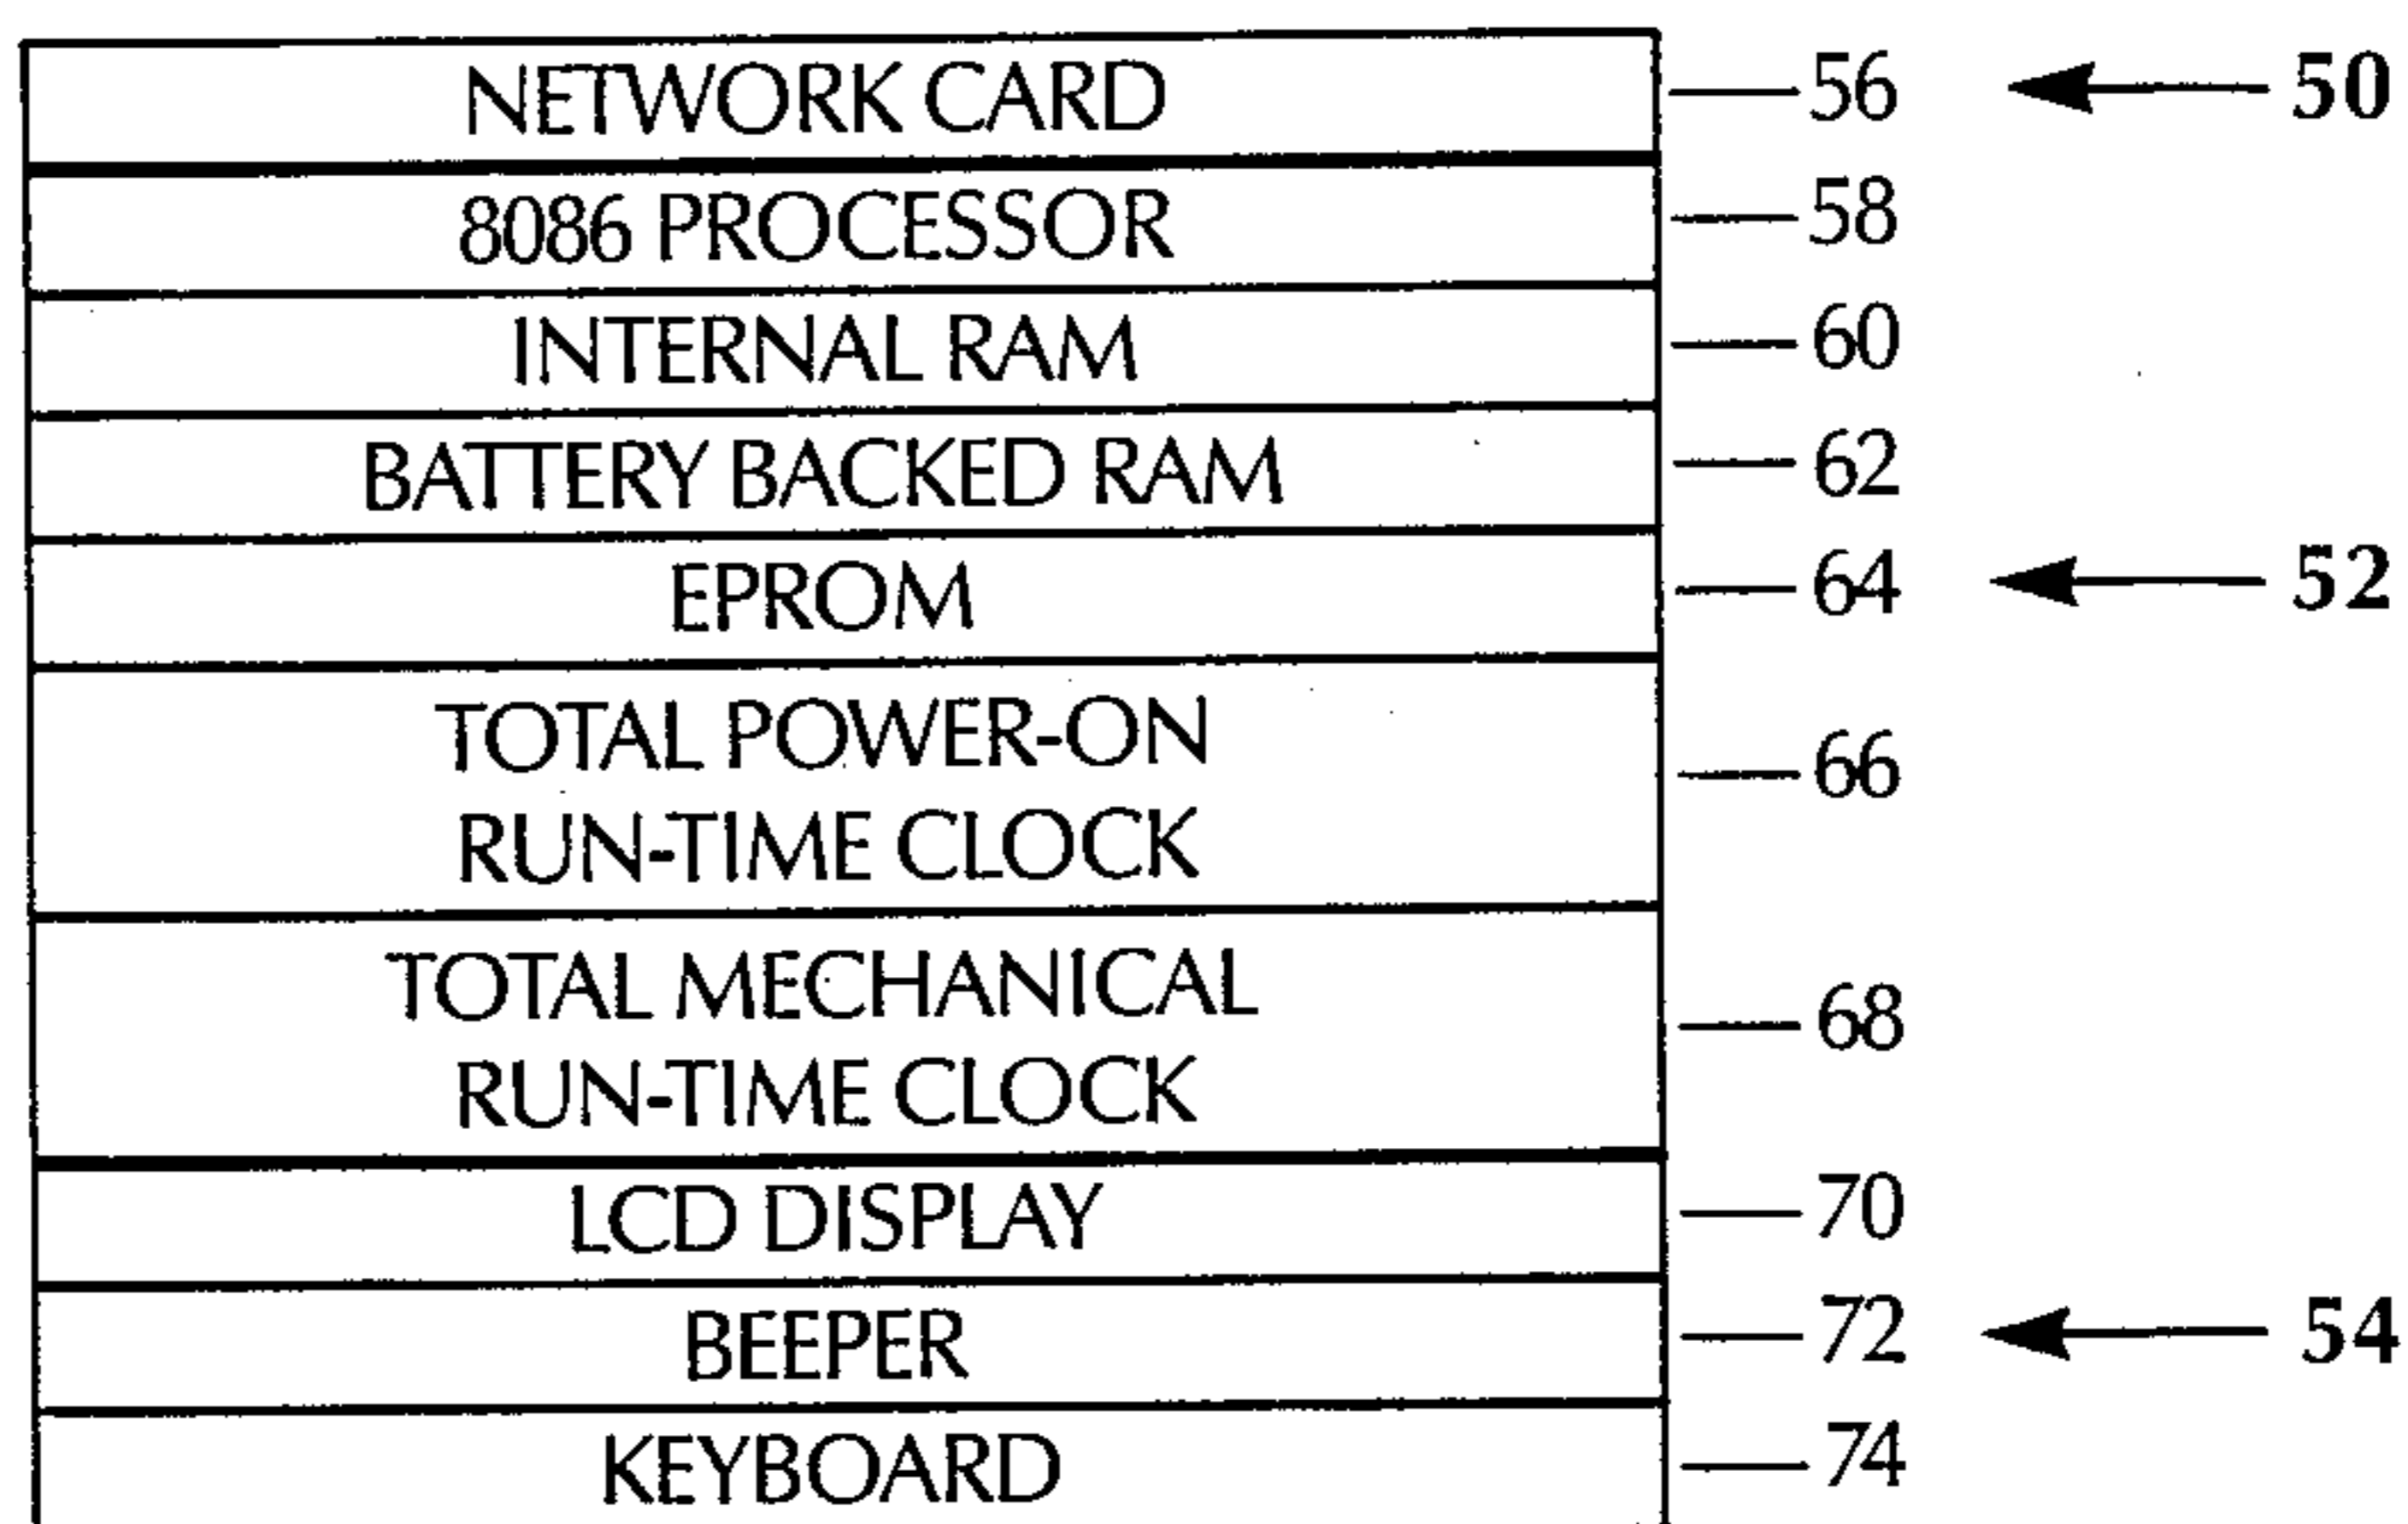 NETWORK CARD 56 50
8086 PROCESSOR 58
INTERNAL RAM 60
BATTERY BACKED RAM 62
EPROM 64 52
TOTAL POWER-ON
RUN-TIME CLOCK 66
TOTAL MECHANICAL
RUN-TIME CLOCK 68
LCD DISPLAY 70
BEEPER 72 54
KEYBOARD 74